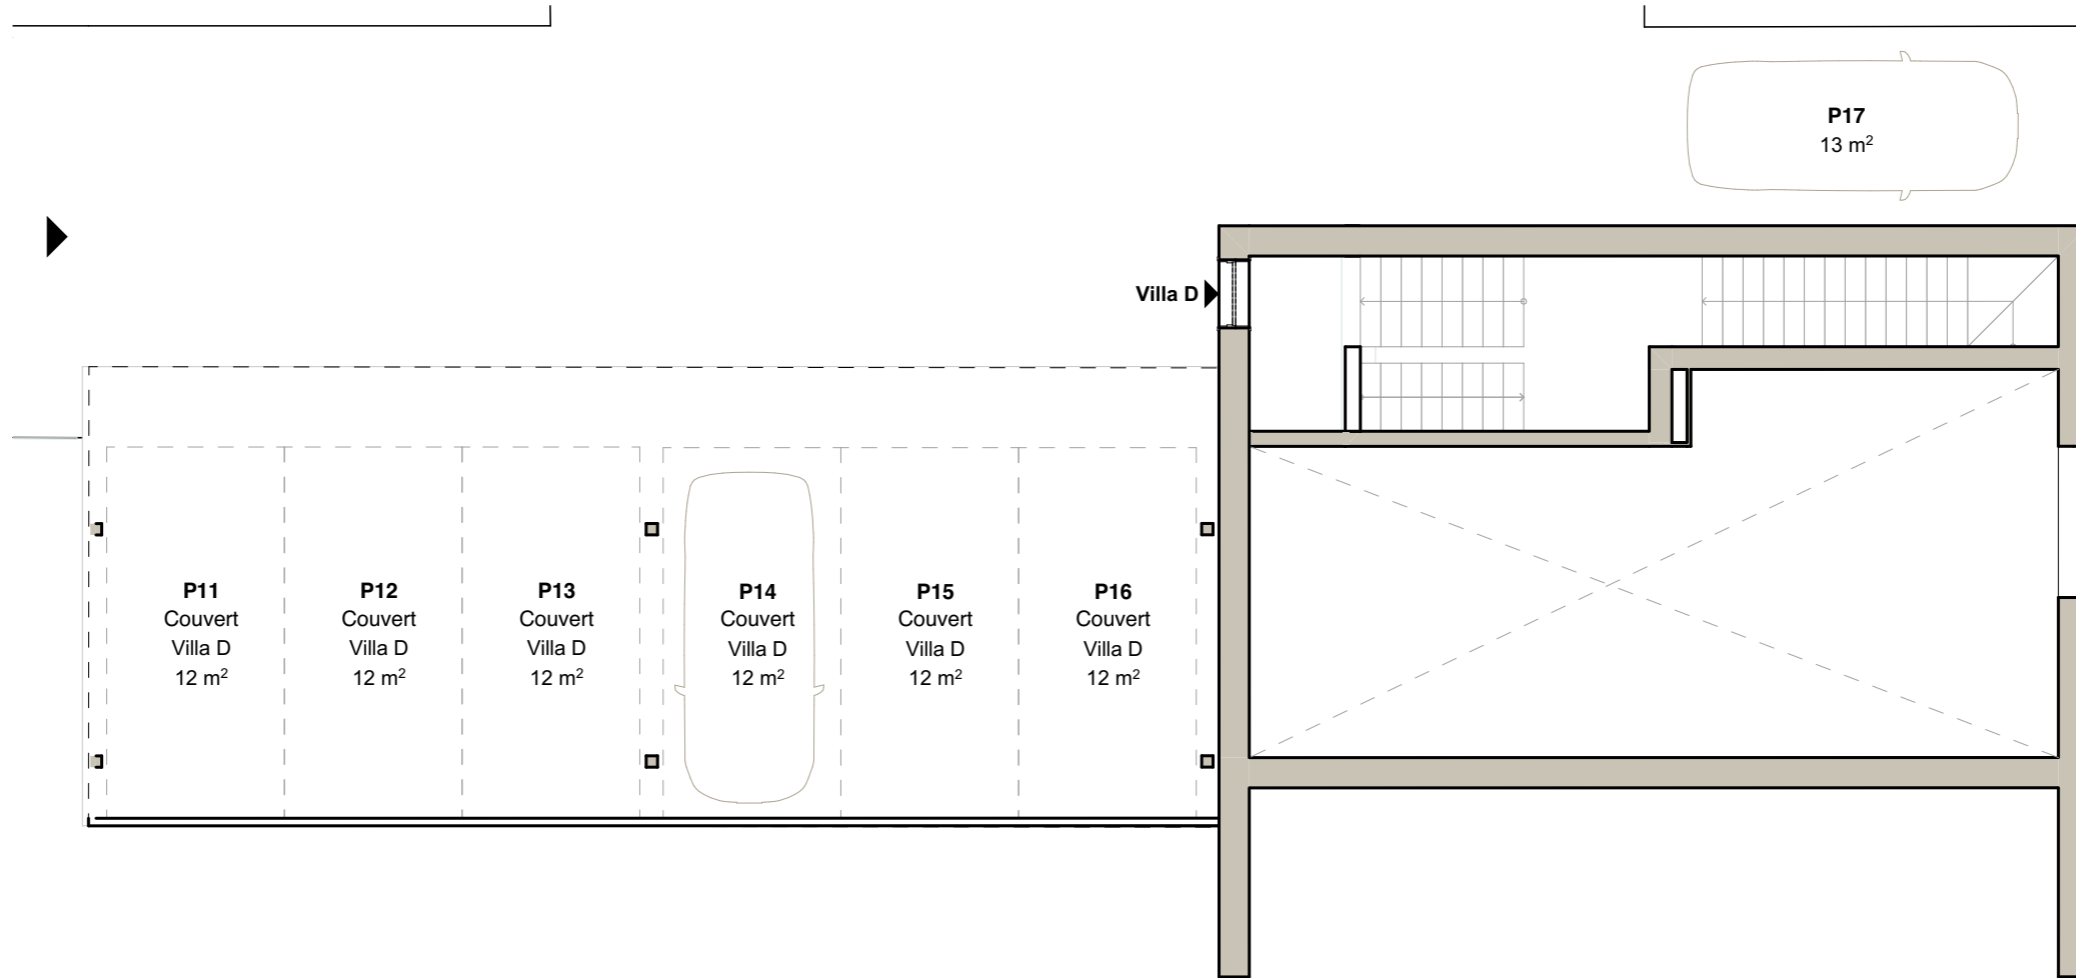 P17
13 m²
Villa D
P11
Couvert
Villa D
12 m²
P12
Couvert
Villa D
12 m²
P13
Couvert
Villa D
12 m²
P14
Couvert
Villa D
12 m²
P15
Couvert
Villa D
12 m²
P16
Couvert
Villa D
12 m²